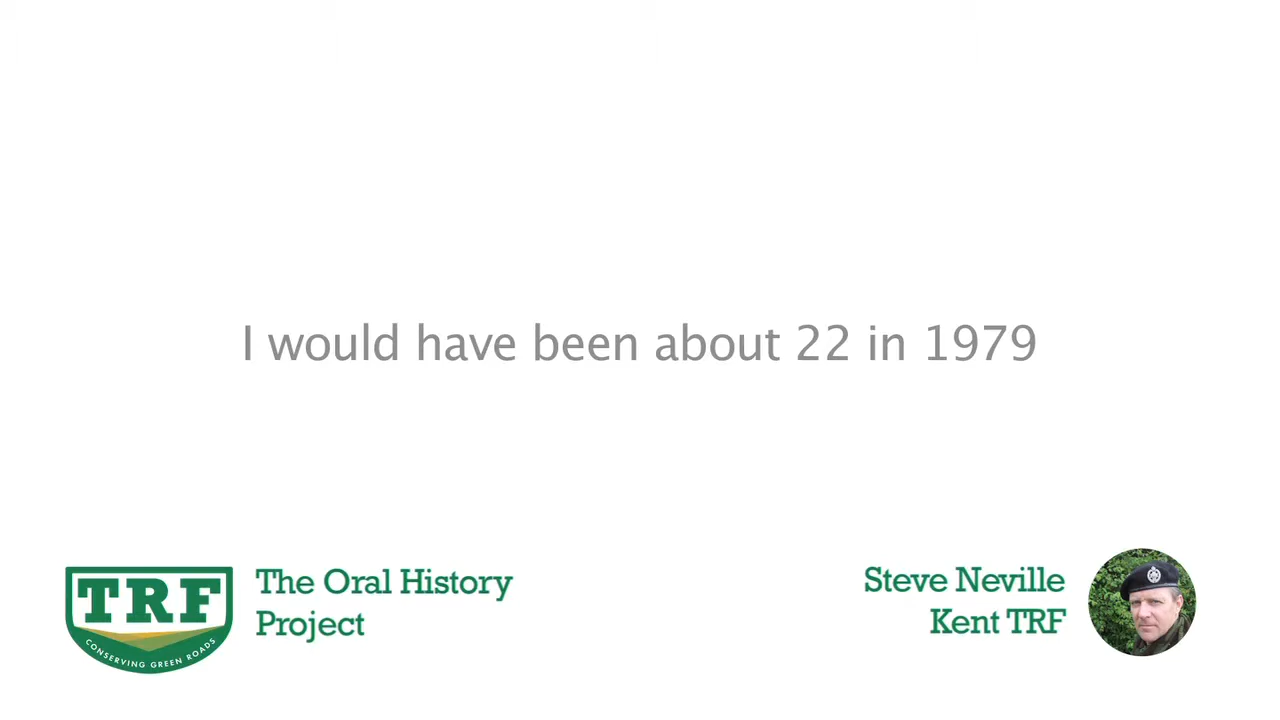 I would have been about 22 in 1979
TRF
CONSERVING GREEN ROADS
The Oral History
Project
Steve Neville
Kent TRF